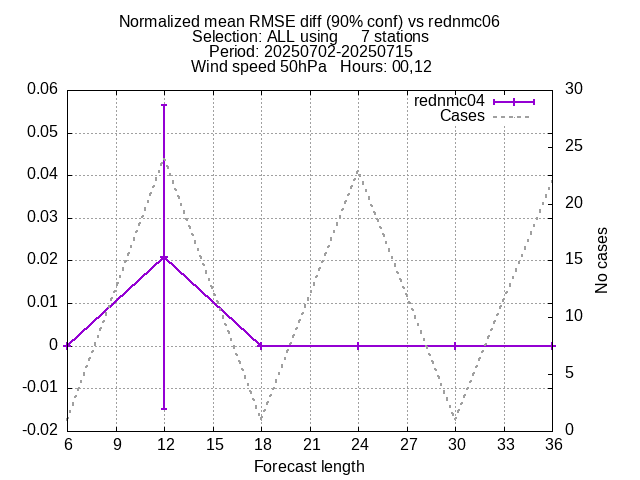 Normalized mean RMSE diff (90% conf) vs rednmc06
Selection: ALL using     7 stations
Period: 20250702-20250715
Wind speed 50hPa   Hours: 00,12
rednmc04
Cases
0.06
0.05
0.04
0.03
0.02
0.01
0
-0.01
-0.02
30
25
20
15
10
5
0
No cases
6 9 12 15 18 21 24 27 30 33 36
Forecast length